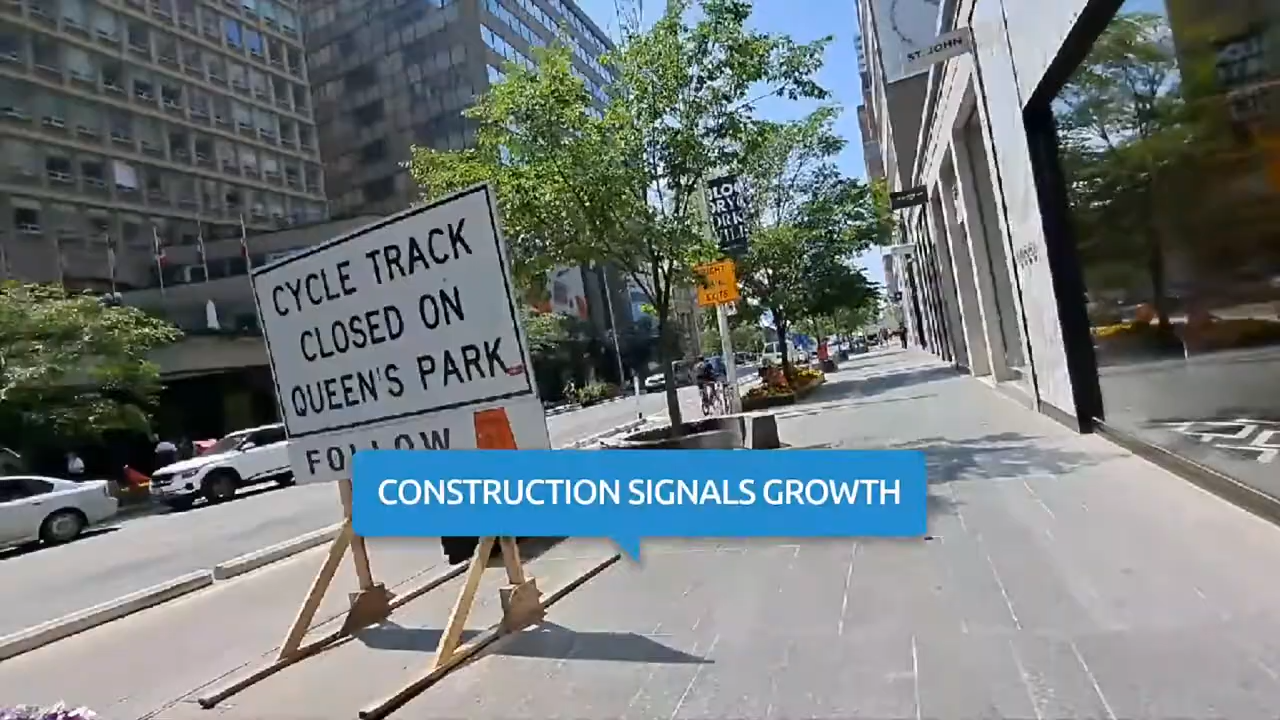 ST. JOHN
CYCLE TRACK
CLOSED ON
QUEEN'S PARK
FOLLOW
CONSTRUCTION SIGNALS GROWTH